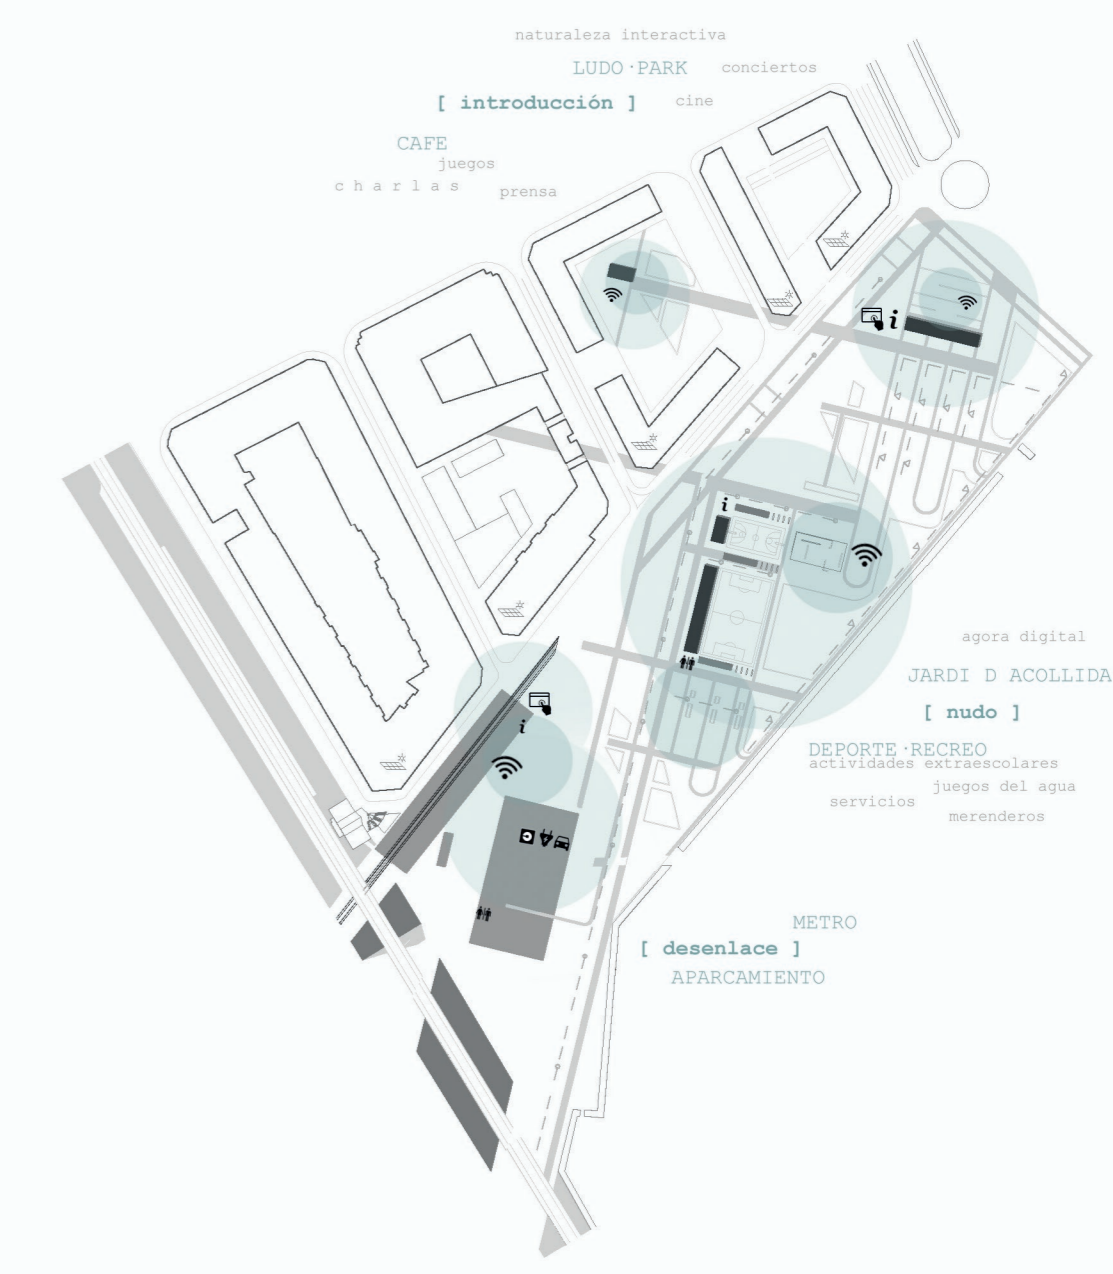 naturaleza interactiva
LUDO·PARK conciertos
[ introducción ] cine
CAFE
juegos
charlas prensa
i
i
i
agora digital
JARDI D ACOLLIDA
[ nudo ]
DEPORTE·RECREO
actividades extraescolares
juegos del agua
servicios
merenderos
METRO
[ desenlace ]
APARCAMIENTO